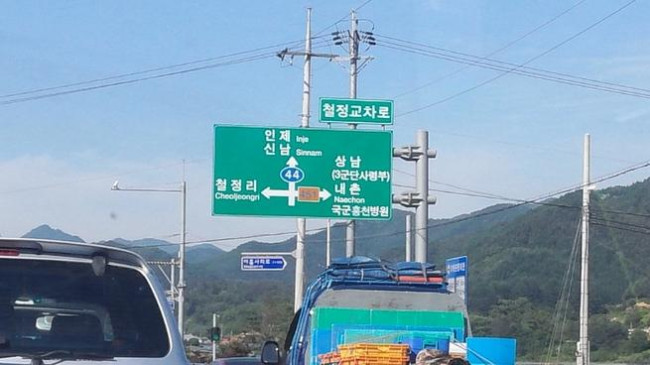 철정교차로
인제 Inje
신남 Sinnam
44
철정리
Cheoljeongri
451
상남
(3군단사령부)
내촌
Naechon
국군홍천병원